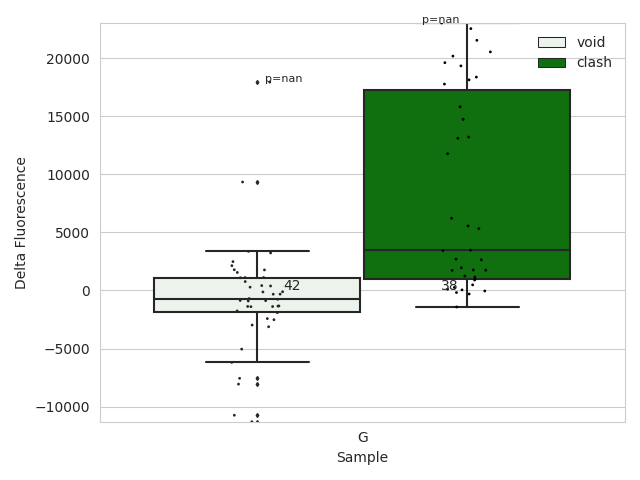 p=nan
void
clash
p=nan
20000
15000
10000
5000
0
−5000
−10000
42
38
Delta Fluorescence
G
Sample